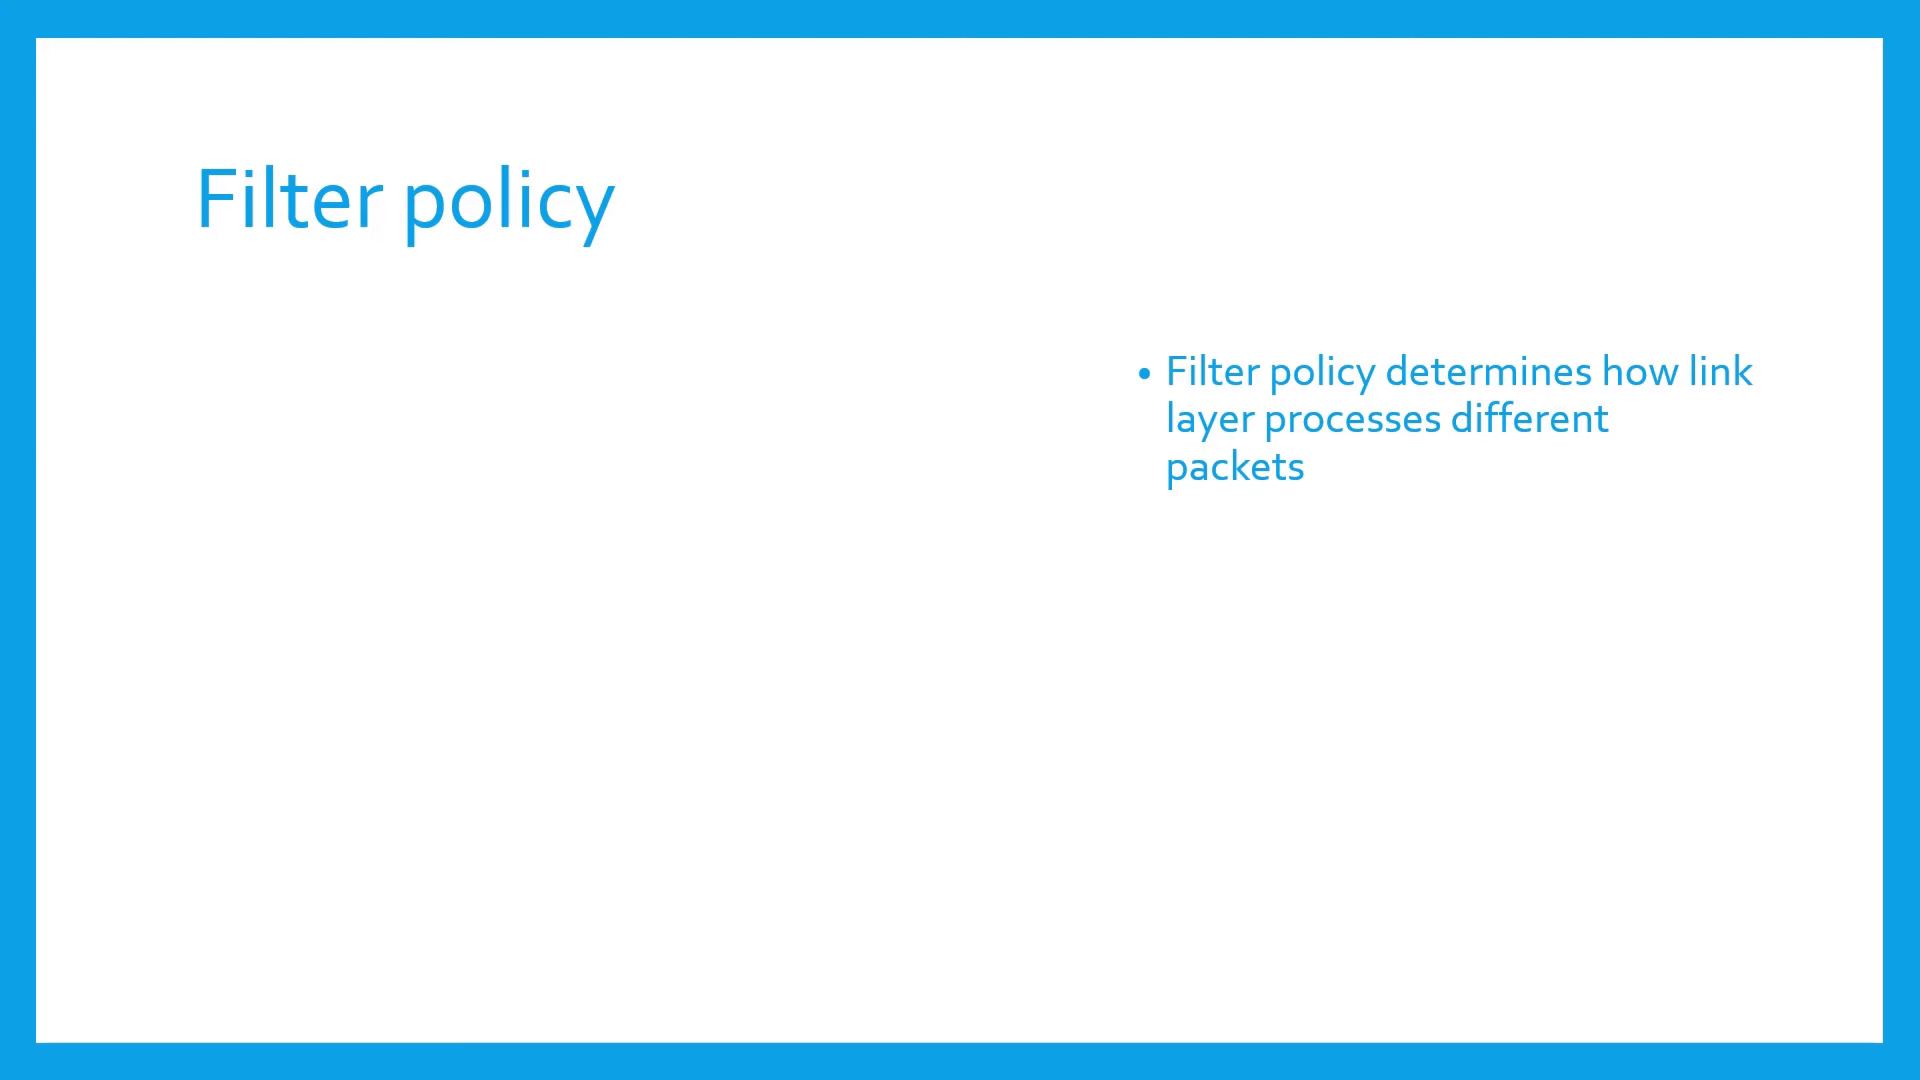 Filter policy
• Filter policy determines how link
layer processes different
packets